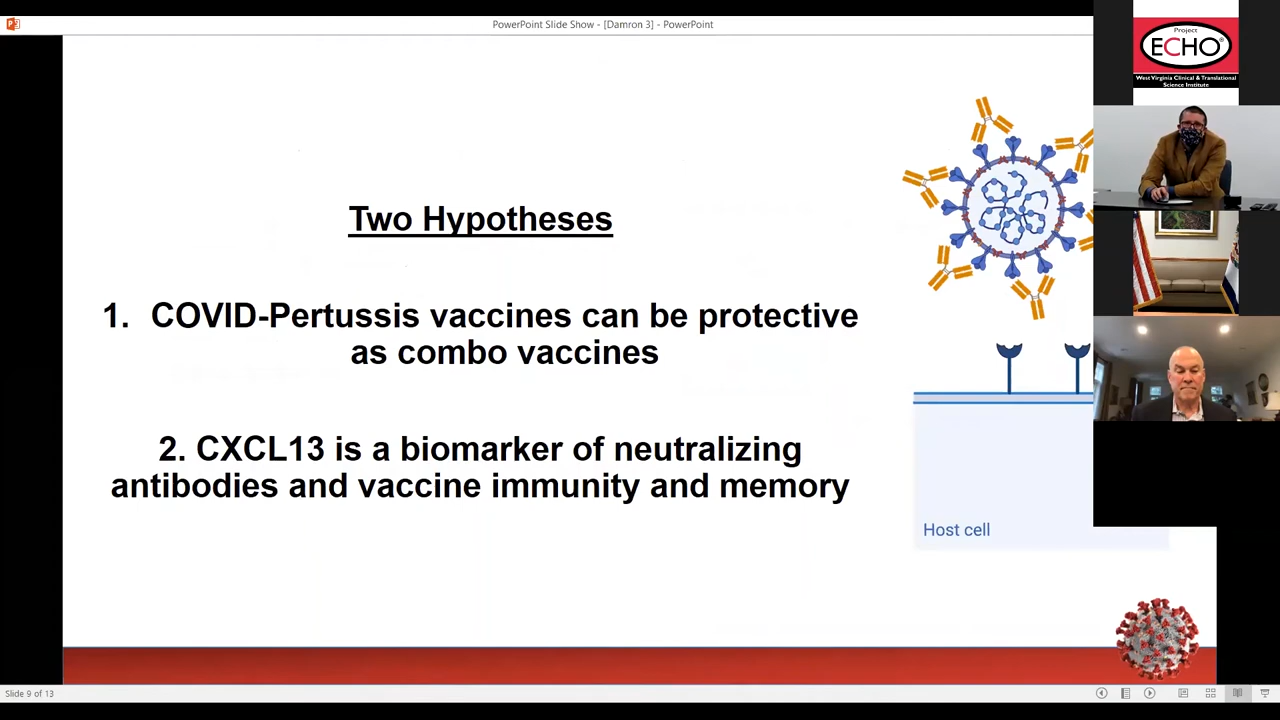 PowerPoint Slide Show - [Damron 3] - PowerPoint
Project
ECHO®
West Virginia Clinical & Translational
Science Institute
Two Hypotheses
1. COVID-Pertussis vaccines can be protective
as combo vaccines
2. CXCL13 is a biomarker of neutralizing
antibodies and vaccine immunity and memory
Host cell
Slide 9 of 13